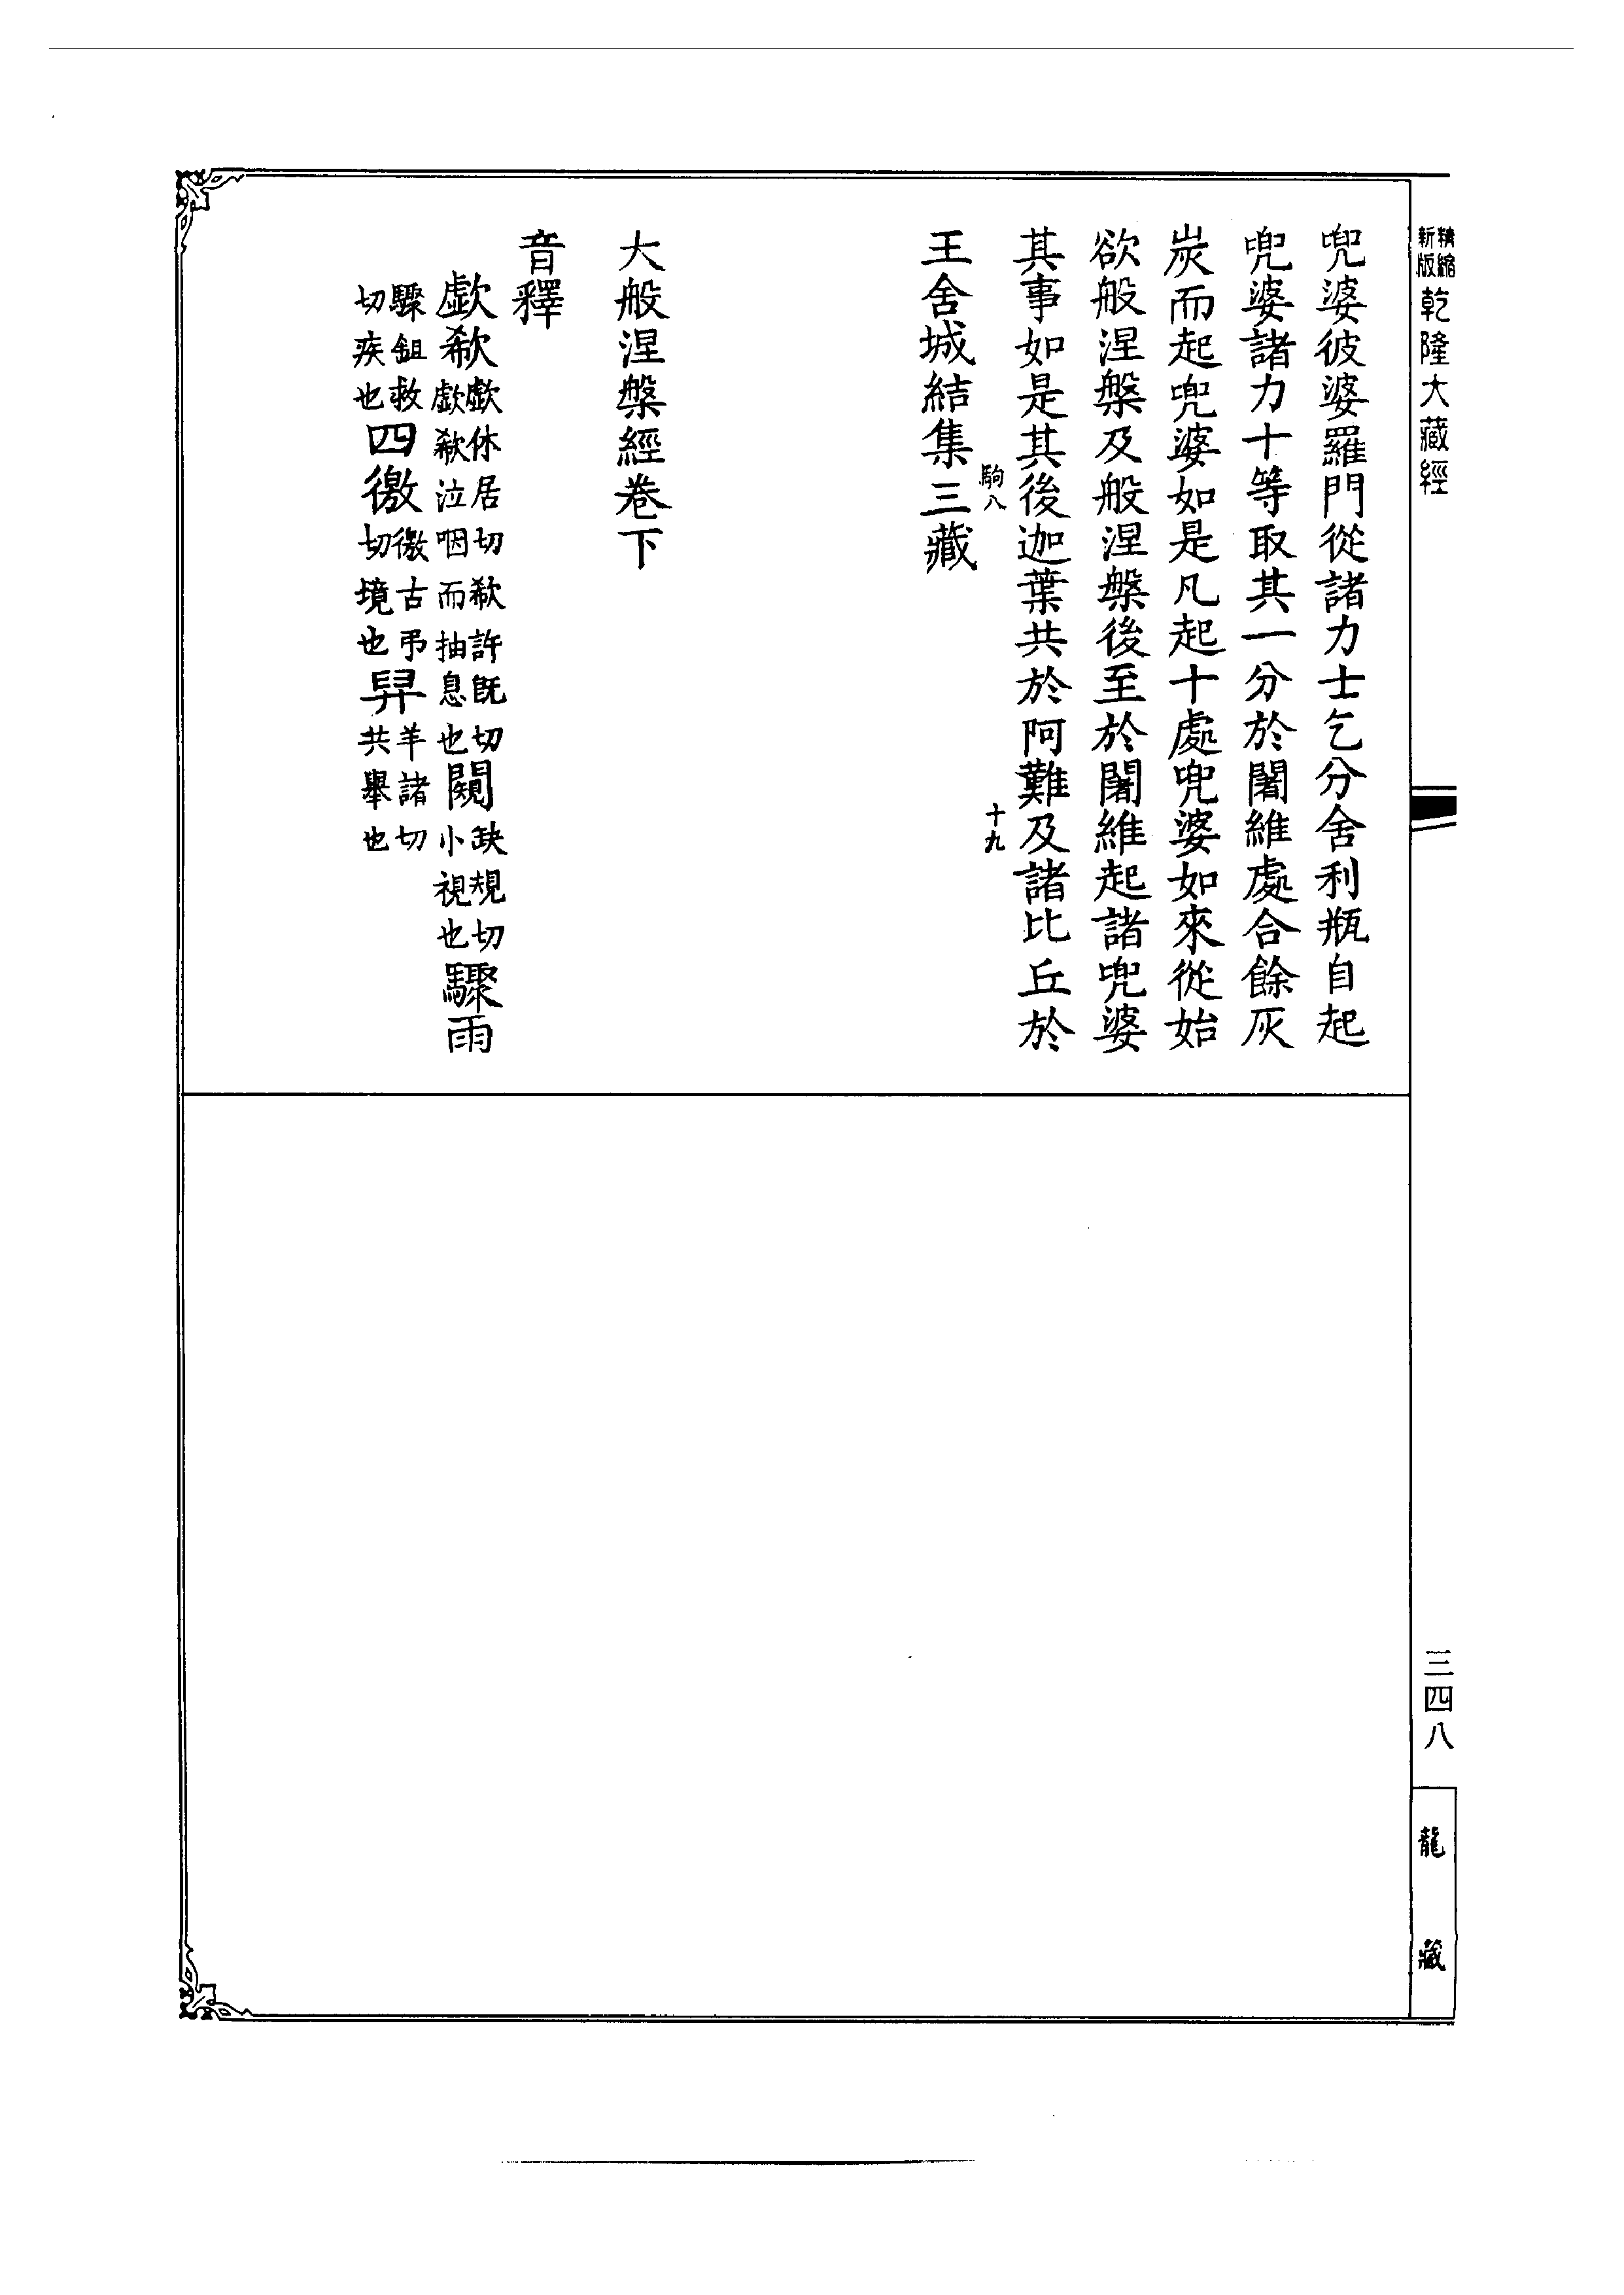 精縮新版乾隆大藏經
兜婆彼婆羅門從諸力士乞分舍利瓶自起
兜婆諸力士等取其一分於闍維處合餘灰
炭而起兜婆如是凡起十處兜婆如來從始
欲般涅槃及般涅槃後至於闍維起諸兜婆
其事如是其後迦葉共於阿難及諸比丘於
駒八
十九
王舍城結集三藏
大般涅槃經卷下
音釋
歔欷歔休居切欷許既切歔欷泣咽而抽息也闚缺規切小視也驟雨
驟鉏救切疾也四徼徼古弔切境也舁羊諸切共舉也
三四八
龍藏